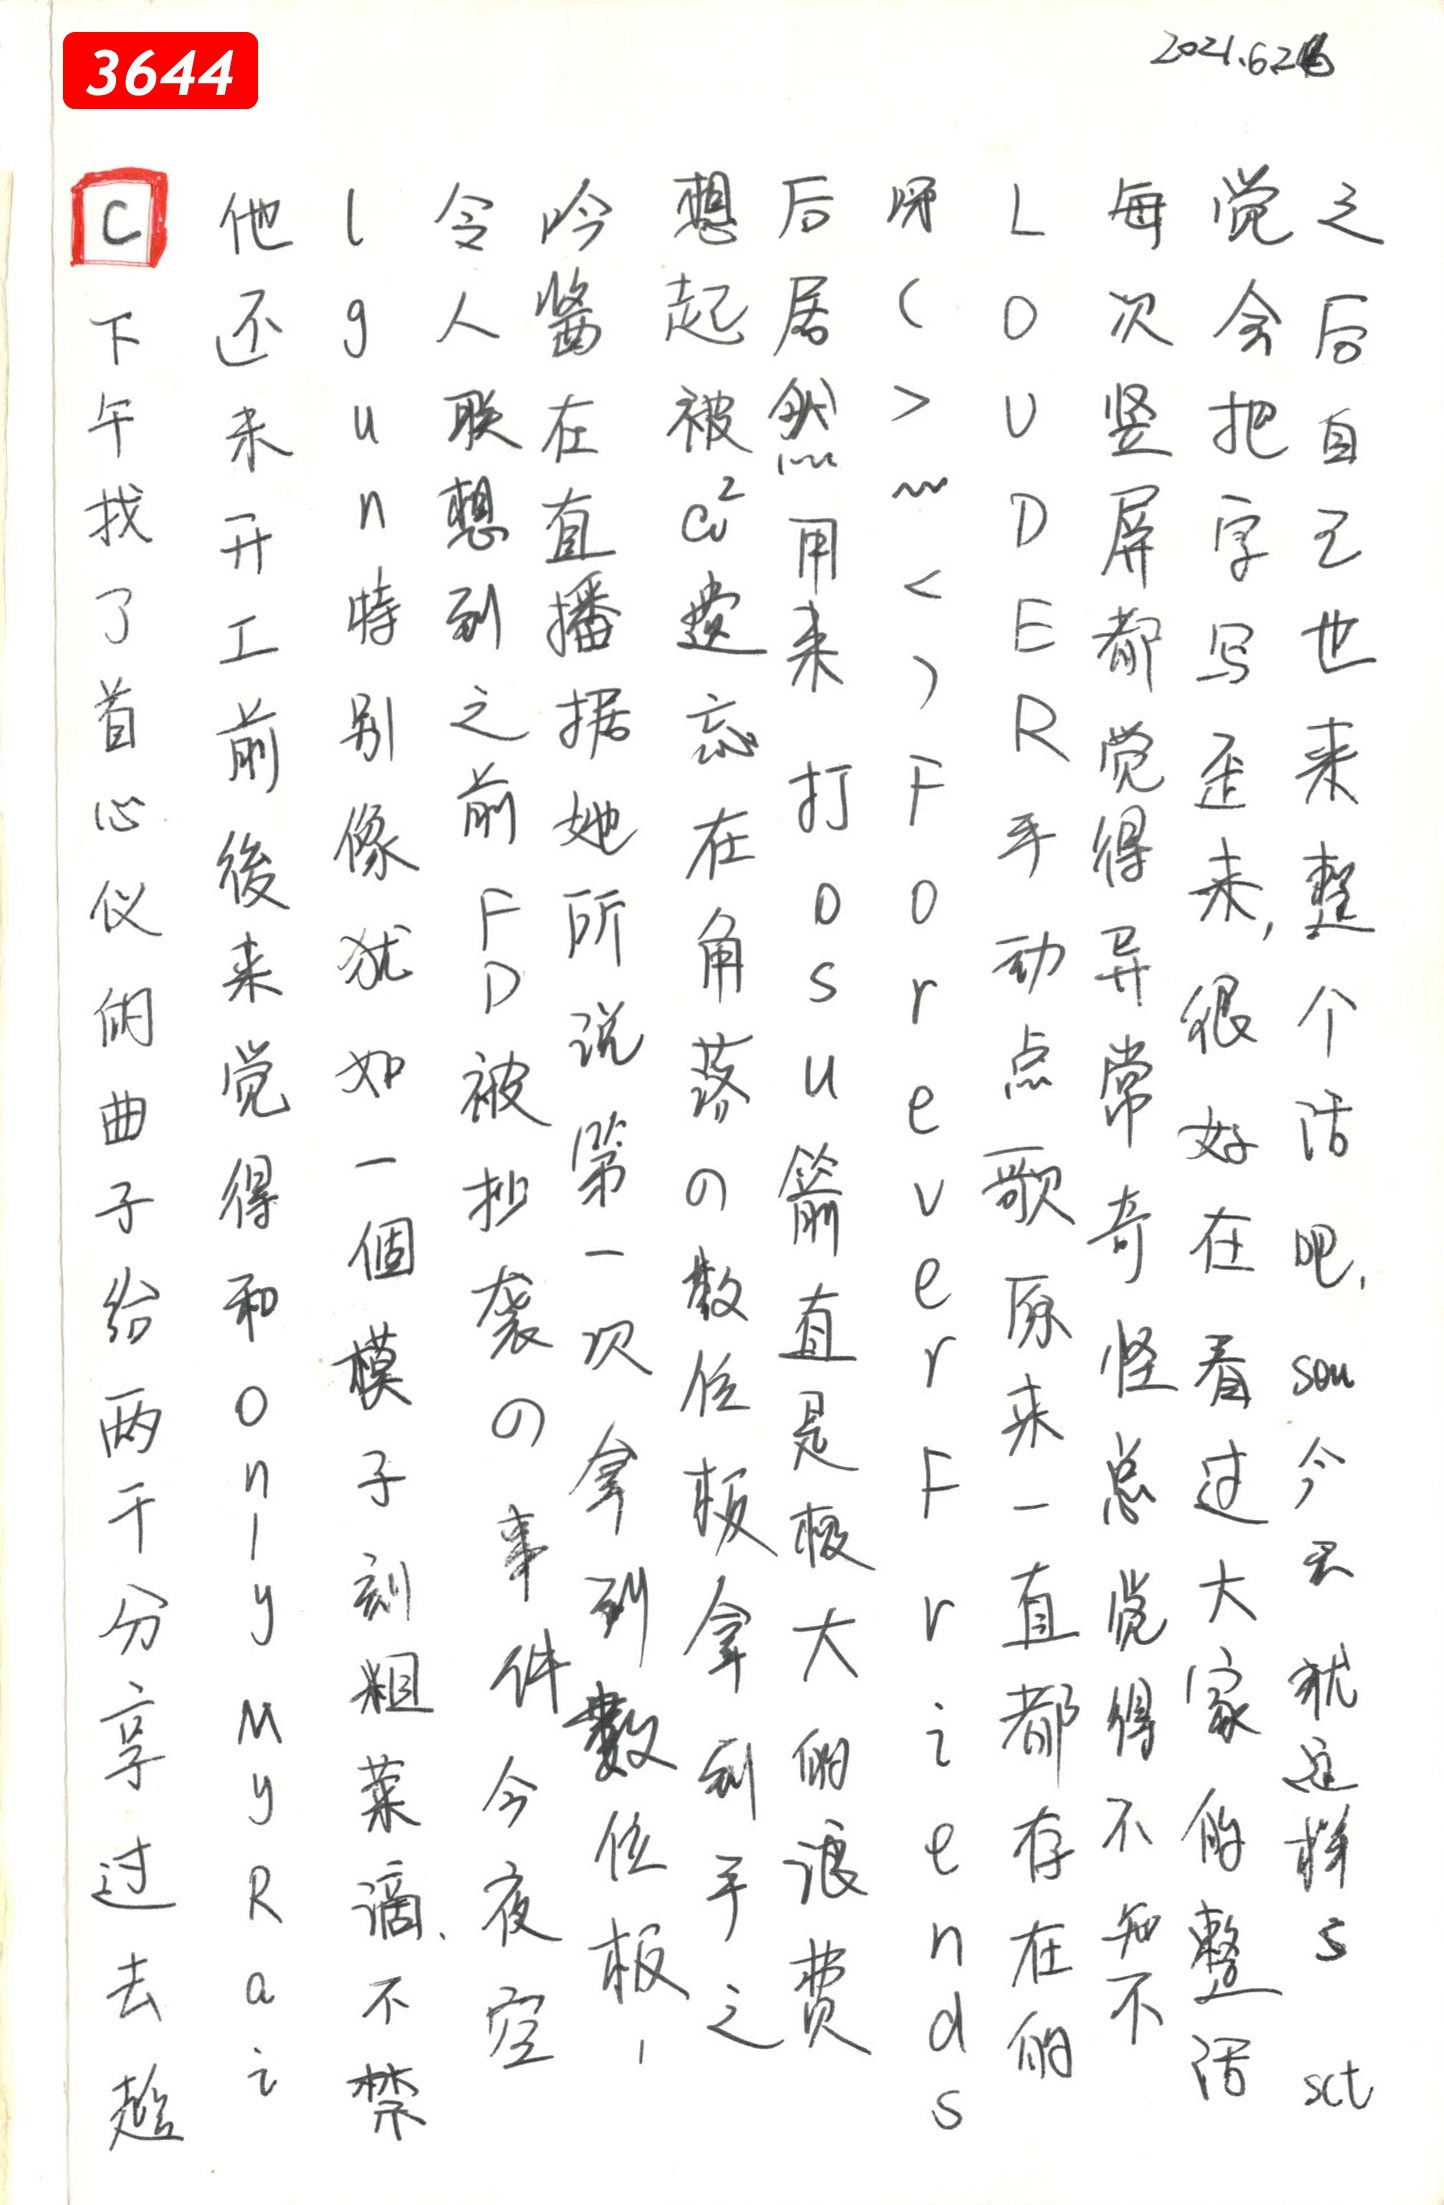 3644
2021.6.26
C下午找了首心仪的曲子给两千分享过去趁
他还未开工前後来觉得和onlyMyRai
lgun特别像犹如一個模子刻粗菜滴、不禁
令人联想到之前FD被抄袭の事件今夜空
吟酱在直播据她所说第一次拿到数位板，
想起被Cu²遗忘在角落の数位板拿到手之
后居然用来打osu简直是极大的浪费
呀(>~<)ForeverFriends
LOUDER手动点歌原来一直都存在的
每次竖屏都觉得异常奇怪总觉得不知不
觉会把字写歪来，很好在看过大家的整活
之后自己也来整个活吧，sou今天就这样s sct